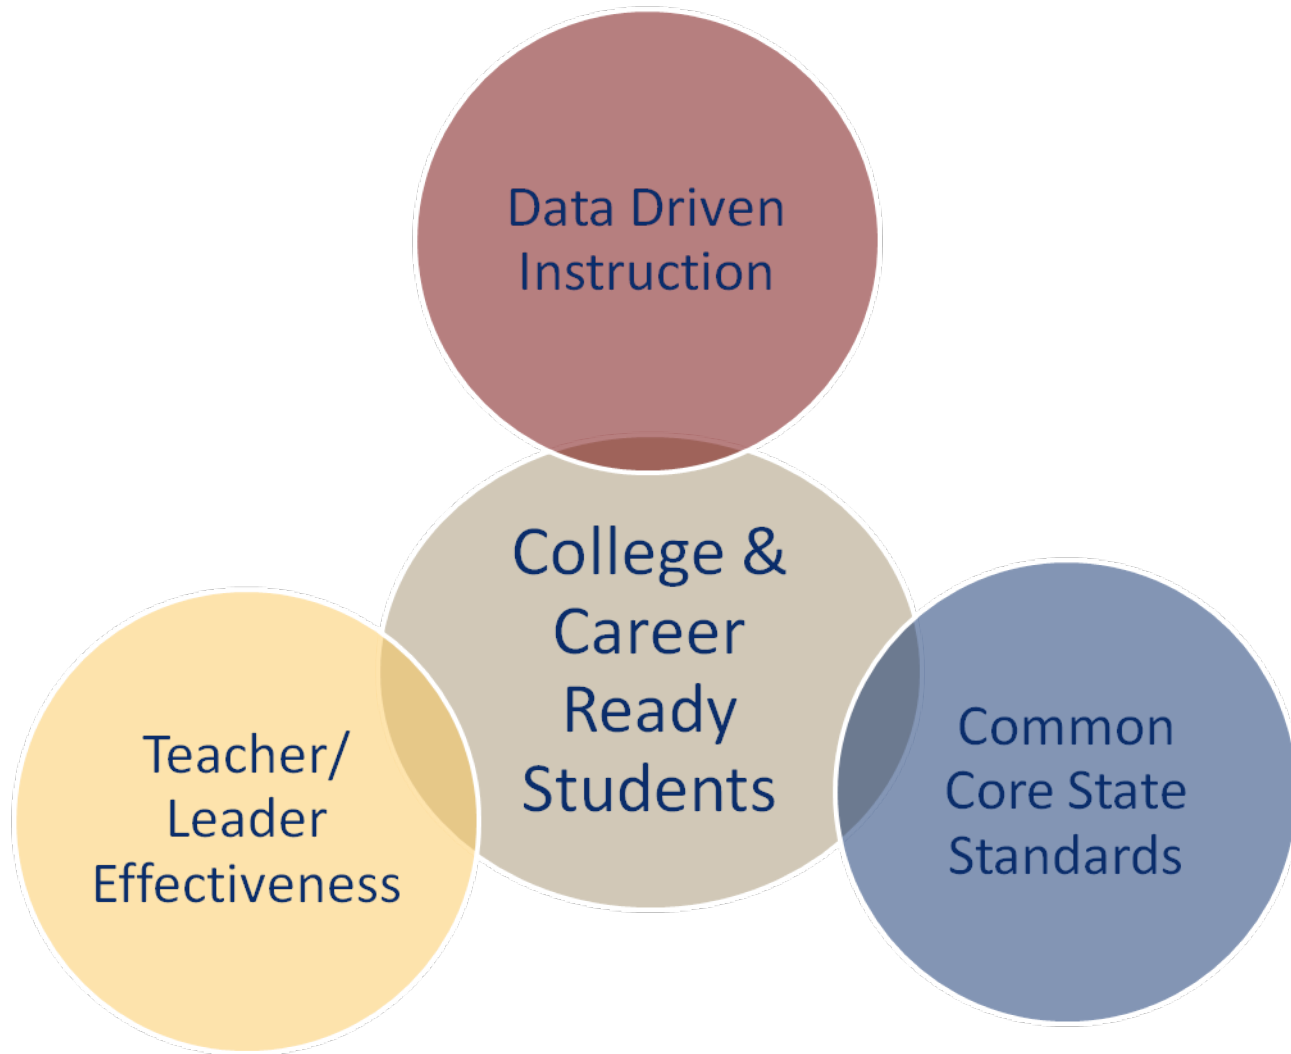 Data Driven
Instruction
College &
Career
Ready
Students
Teacher/
Leader
Effectiveness
Common
Core State
Standards